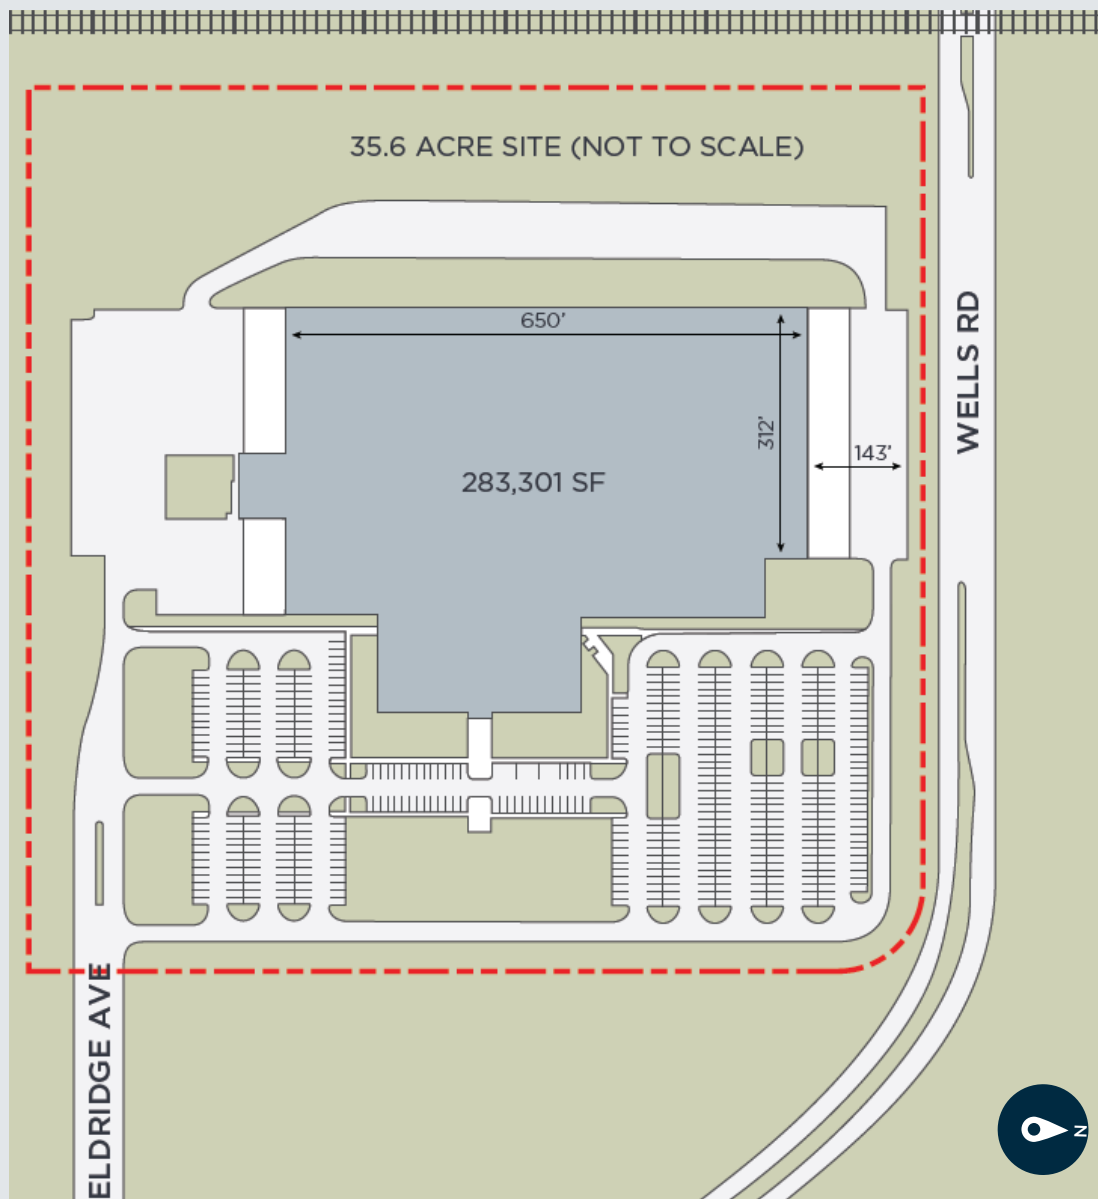 35.6 ACRE SITE (NOT TO SCALE)
650'
312'
143'
283,301 SF
WELLS RD
ELDRIDGE AVE
N